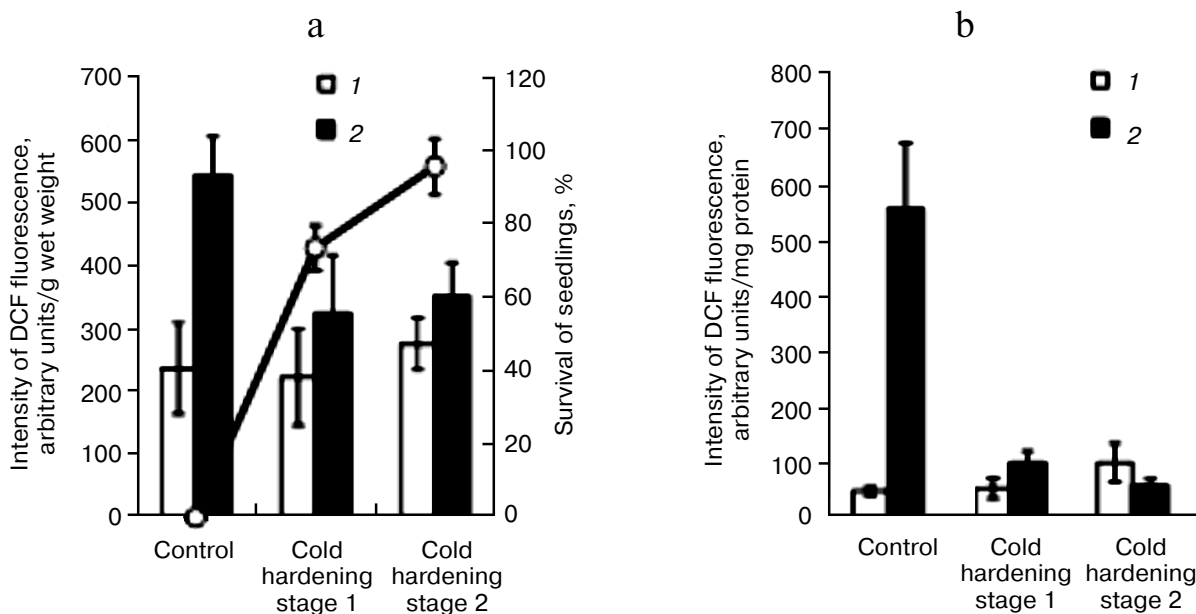 a
Intensity of DCF fluorescence,
arbitrary units/g wet weight
700
600
500
400
300
200
100
0
1
2
120
100
80
60
40
20
0
Survival of seedlings, %
Control
Cold
hardening
stage 1
Cold
hardening
stage 2
b
Intensity of DCF fluorescence,
arbitrary units/mg protein
800
700
600
500
400
300
200
100
0
1
2
Control
Cold
hardening
stage 1
Cold
hardening
stage 2